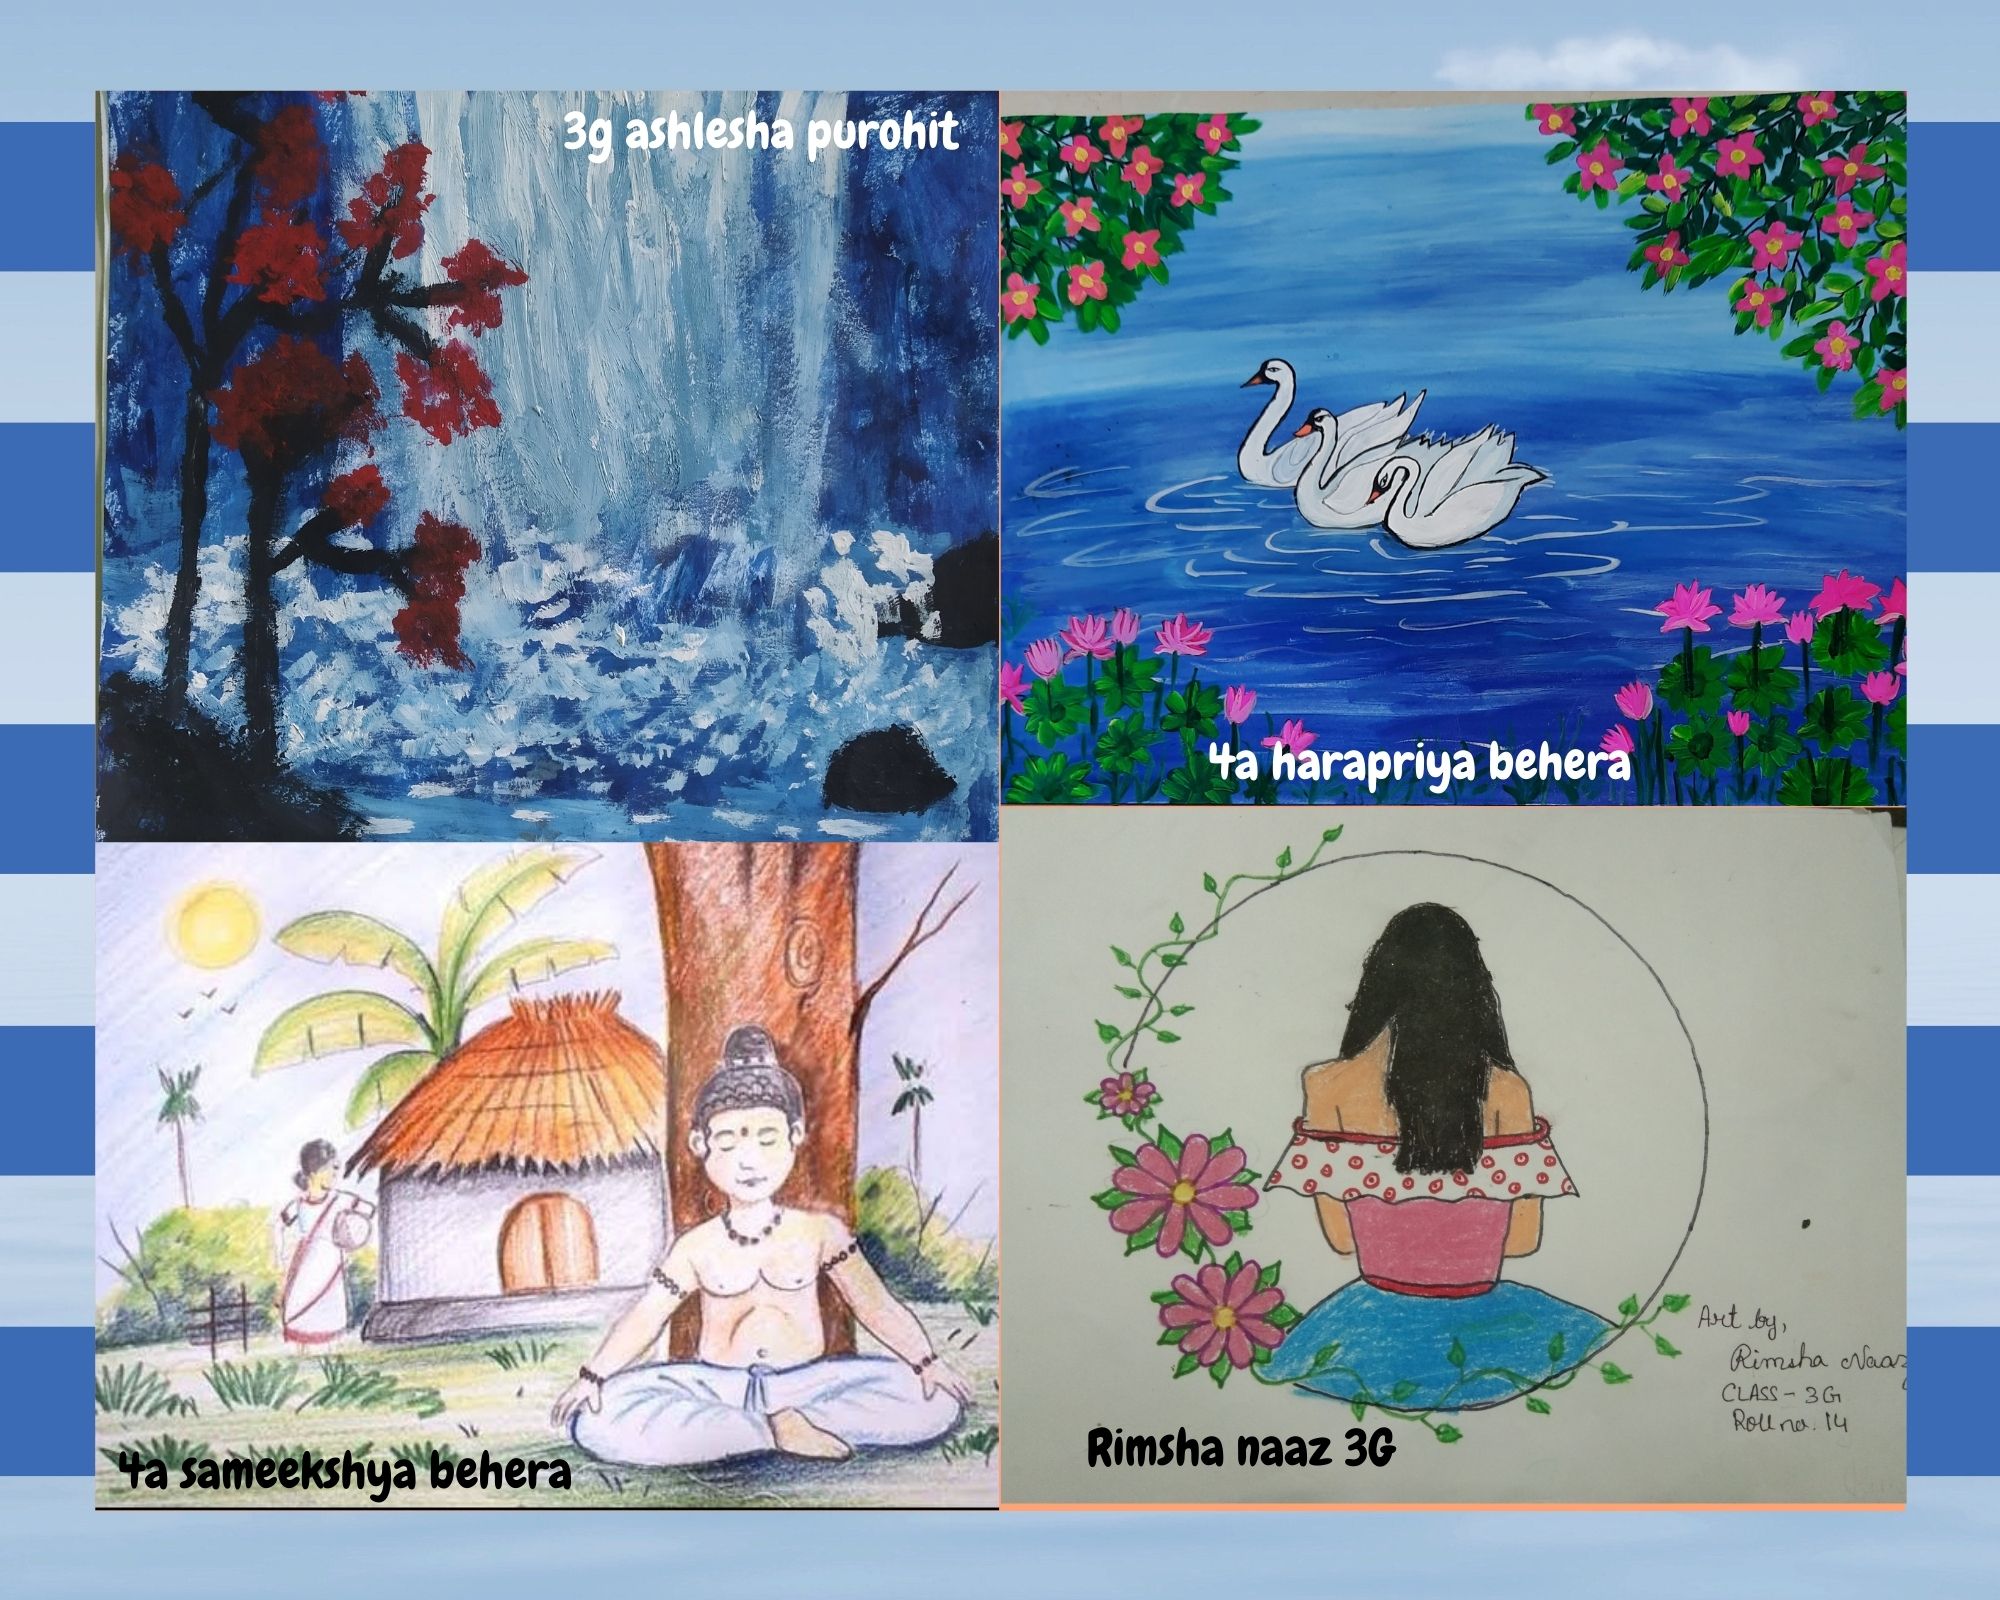 3g ashlesha purohit
4a harapriya behera
4a sameekshya behera
Art by,
Rimsha Naaz
CLASS - 3G
Roll no. 14
Rimsha naaz 3G